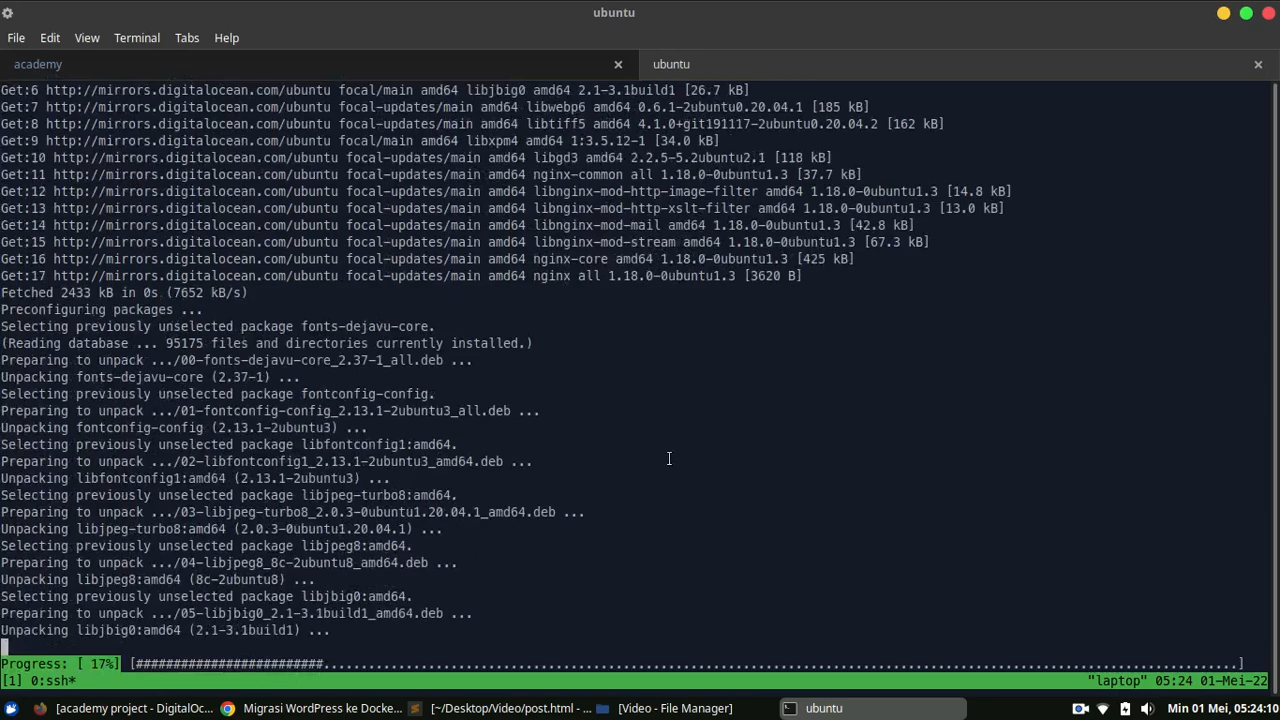 ubuntu
File Edit View Terminal Tabs Help
academy
ubuntu
Get:6 http://mirrors.digitalocean.com/ubuntu focal/main amd64 libjbig0 amd64 2.1-3.1build1 [26.7 kB]
Get:7 http://mirrors.digitalocean.com/ubuntu focal-updates/main amd64 libwebp6 amd64 0.6.1-2ubuntu0.20.04.1 [185 kB]
Get:8 http://mirrors.digitalocean.com/ubuntu focal-updates/main amd64 libtiff5 amd64 4.1.0+git191117-2ubuntu0.20.04.2 [162 kB]
Get:9 http://mirrors.digitalocean.com/ubuntu focal/main amd64 libxpm4 amd64 1:3.5.12-1 [34.0 kB]
Get:10 http://mirrors.digitalocean.com/ubuntu focal-updates/main amd64 libgd3 amd64 2.2.5-5.2ubuntu2.1 [118 kB]
Get:11 http://mirrors.digitalocean.com/ubuntu focal-updates/main amd64 nginx-common all 1.18.0-0ubuntu1.3 [37.7 kB]
Get:12 http://mirrors.digitalocean.com/ubuntu focal-updates/main amd64 libnginx-mod-http-image-filter amd64 1.18.0-0ubuntu1.3 [14.8 kB]
Get:13 http://mirrors.digitalocean.com/ubuntu focal-updates/main amd64 libnginx-mod-http-xslt-filter amd64 1.18.0-0ubuntu1.3 [13.0 kB]
Get:14 http://mirrors.digitalocean.com/ubuntu focal-updates/main amd64 libnginx-mod-mail amd64 1.18.0-0ubuntu1.3 [42.8 kB]
Get:15 http://mirrors.digitalocean.com/ubuntu focal-updates/main amd64 libnginx-mod-stream amd64 1.18.0-0ubuntu1.3 [67.3 kB]
Get:16 http://mirrors.digitalocean.com/ubuntu focal-updates/main amd64 nginx-core amd64 1.18.0-0ubuntu1.3 [425 kB]
Get:17 http://mirrors.digitalocean.com/ubuntu focal-updates/main amd64 nginx all 1.18.0-0ubuntu1.3 [3620 B]
Fetched 2433 kB in 0s (7652 kB/s)
Preconfiguring packages ...
Selecting previously unselected package fonts-dejavu-core.
(Reading database ... 95175 files and directories currently installed.)
Preparing to unpack .../00-fonts-dejavu-core_2.37-1_all.deb ...
Unpacking fonts-dejavu-core (2.37-1) ...
Selecting previously unselected package fontconfig-config.
Preparing to unpack .../01-fontconfig-config_2.13.1-2ubuntu3_all.deb ...
Unpacking fontconfig-config (2.13.1-2ubuntu3) ...
Selecting previously unselected package libfontconfig1:amd64.
Preparing to unpack .../02-libfontconfig1_2.13.1-2ubuntu3_amd64.deb ...
Unpacking libfontconfig1:amd64 (2.13.1-2ubuntu3) ...
Selecting previously unselected package libjpeg-turbo8:amd64.
Preparing to unpack .../03-libjpeg-turbo8_2.0.3-0ubuntu1.20.04.1_amd64.deb ...
Unpacking libjpeg-turbo8:amd64 (2.0.3-0ubuntu1.20.04.1) ...
Selecting previously unselected package libjpeg8:amd64.
Preparing to unpack .../04-libjpeg8_8c-2ubuntu8_amd64.deb ...
Unpacking libjpeg8:amd64 (8c-2ubuntu8) ...
Selecting previously unselected package libjbig0:amd64.
Preparing to unpack .../05-libjbig0_2.1-3.1build1_amd64.deb ...
Unpacking libjbig0:amd64 (2.1-3.1build1) ...
Progress: [ 17%] [#########################..........................................................................................................................]
[1] 0:ssh* "laptop" 05:24 01-Mei-22
[academy project - DigitalOc... Migrasi WordPress ke Docke... [~/Desktop/Video/post.html - ... [Video - File Manager] ubuntu Min 01 Mei, 05:24:10